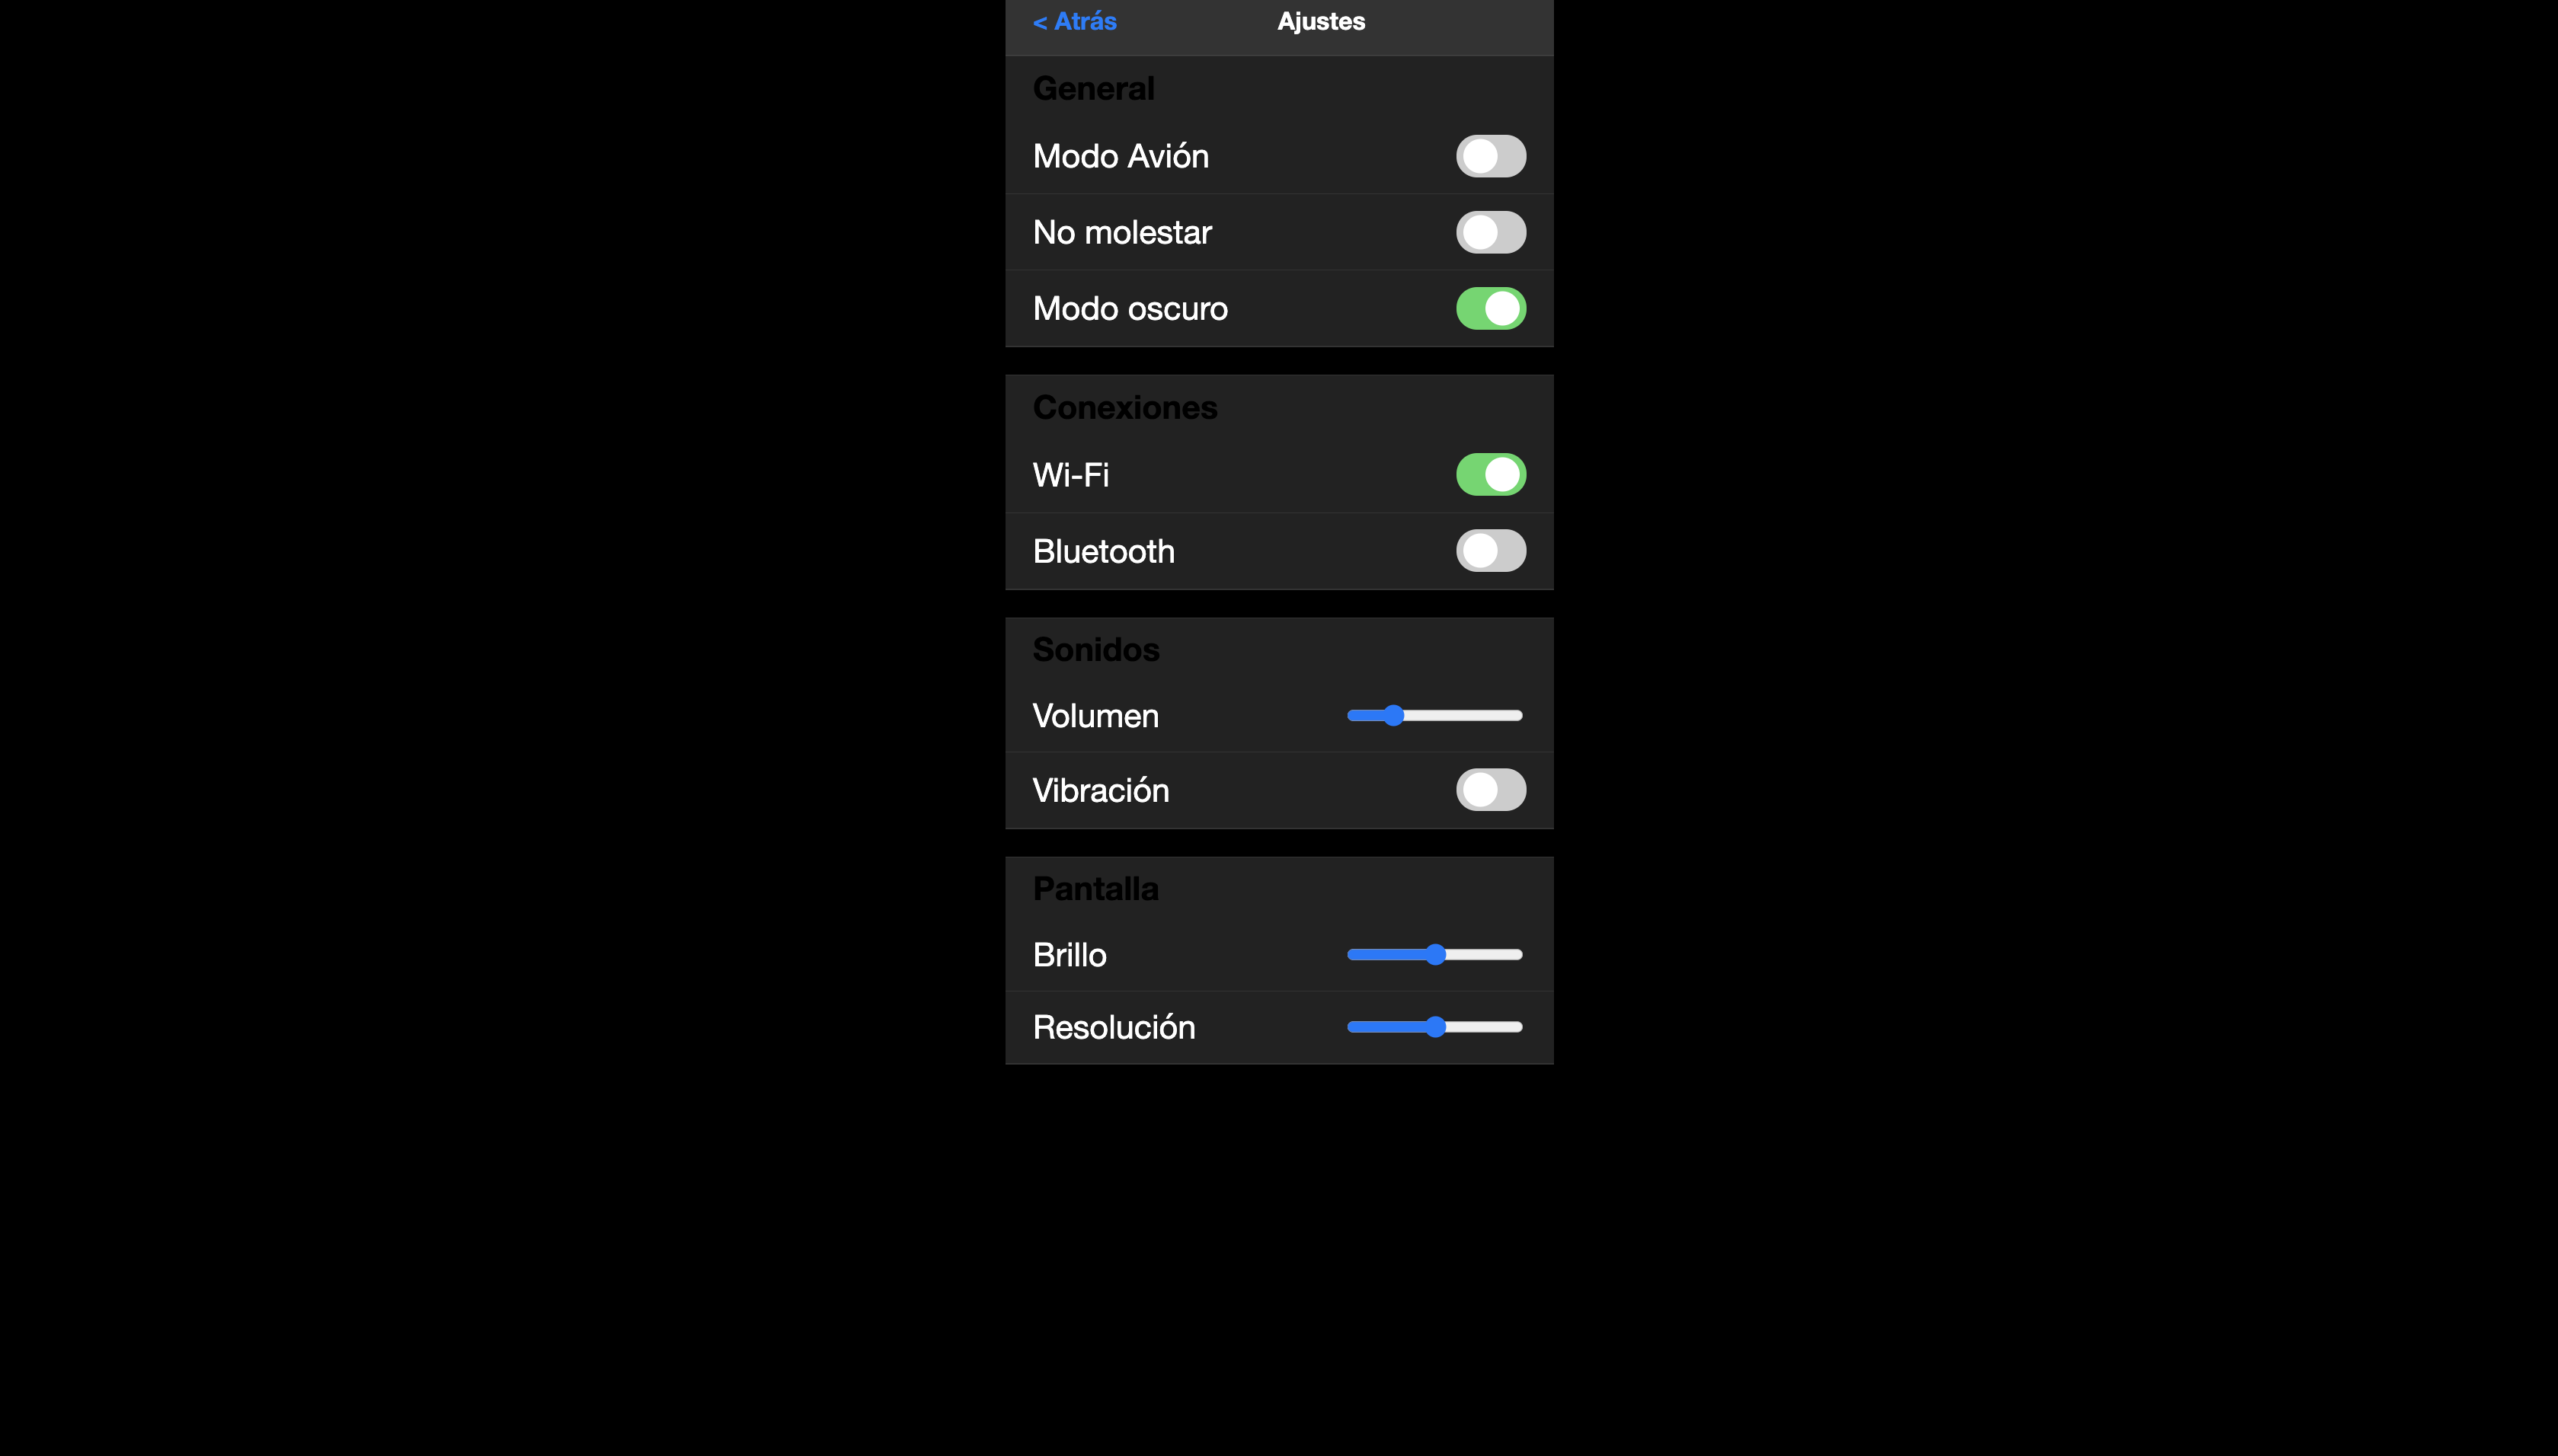 < Atrás
Ajustes
General
Modo Avión
No molestar
Modo oscuro
Conexiones
Wi-Fi
Bluetooth
Sonidos
Volumen
Vibración
Pantalla
Brillo
Resolución